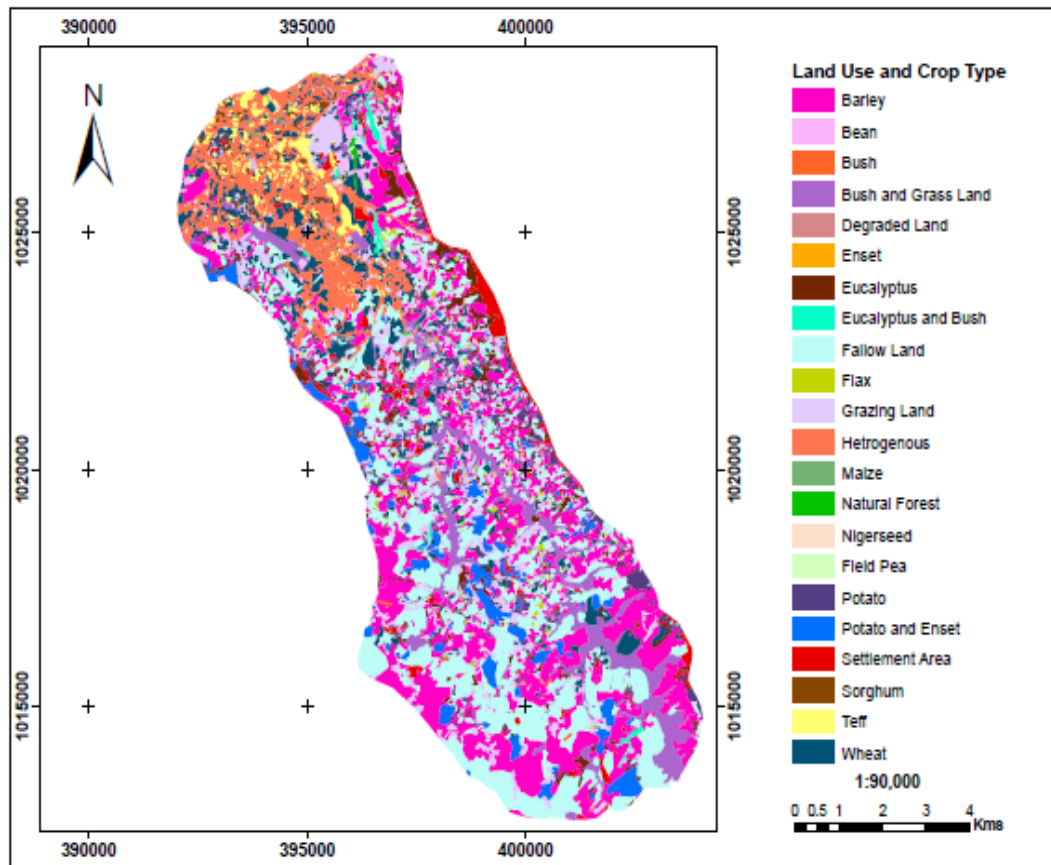 390000 395000 400000
N
1025000 1025000
1020000 1020000
1015000 1015000
390000 395000 400000
Land Use and Crop Type
Barley
Bean
Bush
Bush and Grass Land
Degraded Land
Enset
Eucalyptus
Eucalyptus and Bush
Fallow Land
Flax
Grazing Land
Hetrogenous
Maize
Natural Forest
Nigerseed
Field Pea
Potato
Potato and Enset
Settlement Area
Sorghum
Teff
Wheat
1:90,000
0 0.5 1 2 3 4
Kms